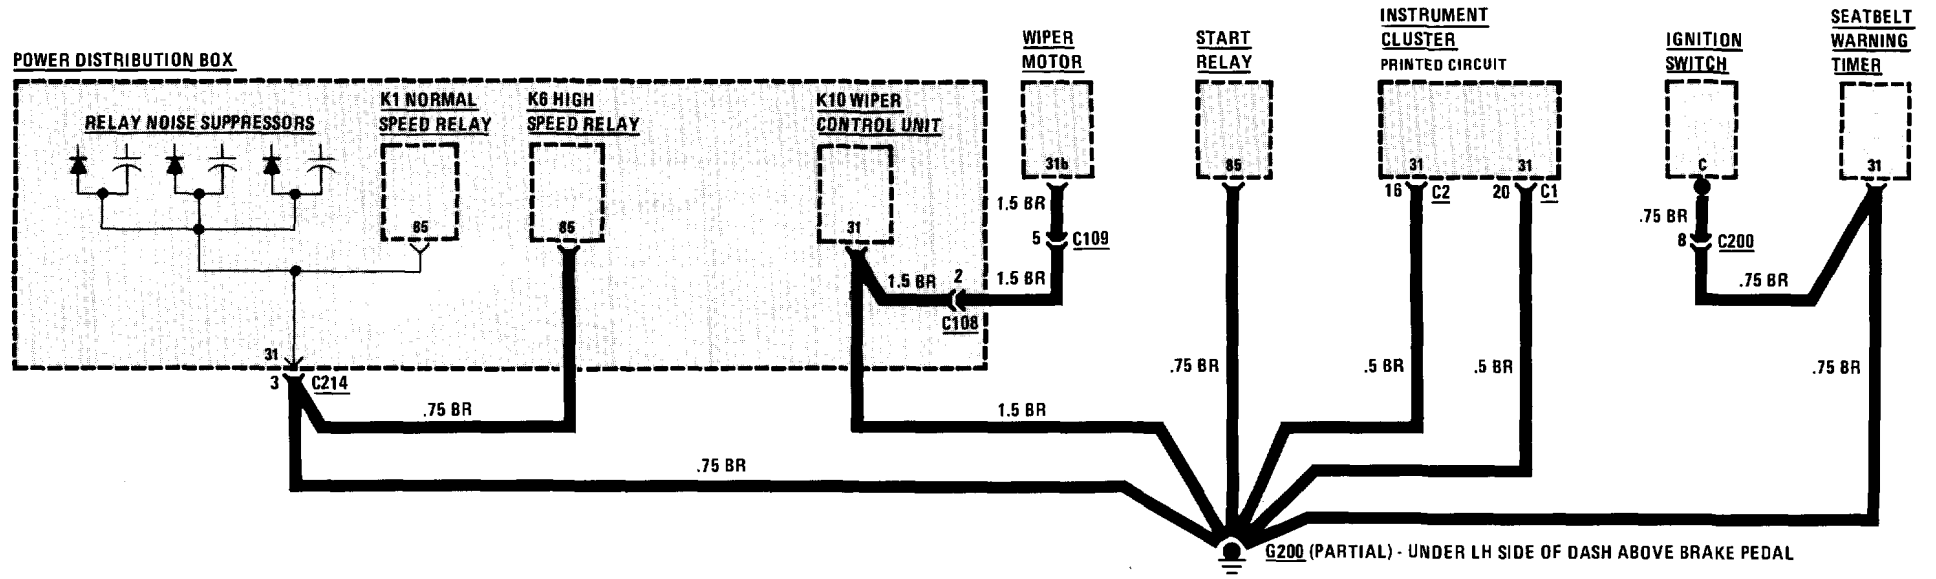 POWER DISTRIBUTION BOX
RELAY NOISE SUPPRESSORS
K1 NORMAL
SPEED RELAY
85
K6 HIGH
SPEED RELAY
85
K10 WIPER
CONTROL UNIT
31
1.5 BR
2
C108
WIPER
MOTOR
31b
1.5 BR
5
C109
1.5 BR
START
RELAY
85
.75 BR
INSTRUMENT
CLUSTER
PRINTED CIRCUIT
31
31
16
C2
20
C1
.5 BR
.5 BR
IGNITION
SWITCH
C
.75 BR
8
C200
.75 BR
SEATBELT
WARNING
TIMER
31
.75 BR
31
3
C214
.75 BR
1.5 BR
.75 BR
G200 (PARTIAL) - UNDER LH SIDE OF DASH ABOVE BRAKE PEDAL